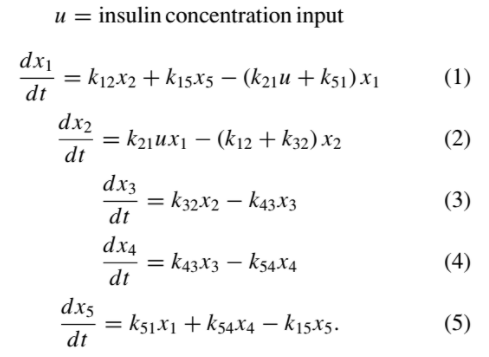 u = insulin concentration input
dx₁/dt = k₁₂x₂ + k₁₅x₅ − (k₂₁u + k₅₁) x₁ (1)
dx₂/dt = k₂₁ux₁ − (k₁₂ + k₃₂) x₂ (2)
dx₃/dt = k₃₂x₂ − k₄₃x₃ (3)
dx₄/dt = k₄₃x₃ − k₅₄x₄ (4)
dx₅/dt = k₅₁x₁ + k₅₄x₄ − k₁₅x₅. (5)